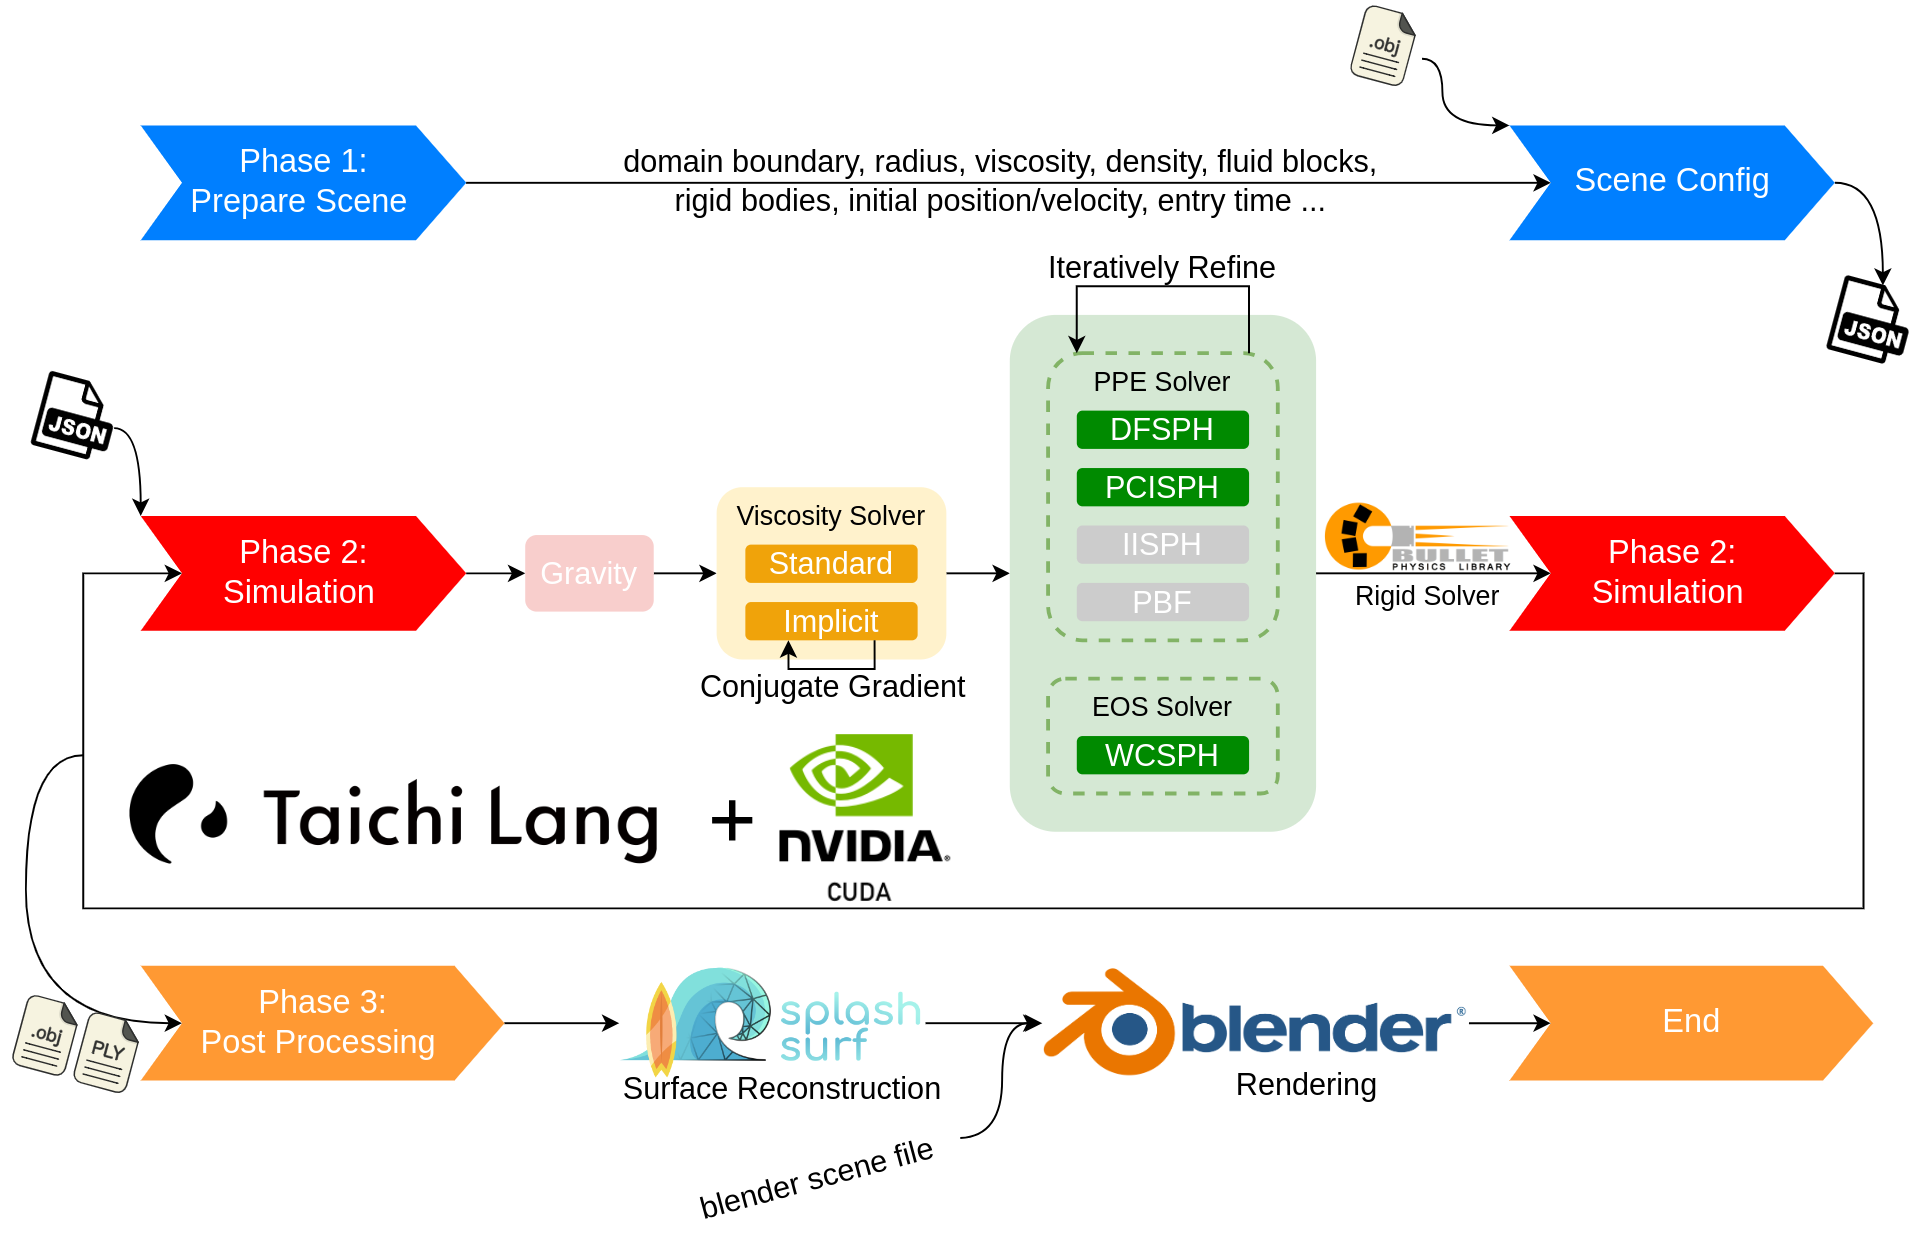 .obj
Phase 1:
Prepare Scene
domain boundary, radius, viscosity, density, fluid blocks,
rigid bodies, initial position/velocity, entry time ...
Scene Config
JSON
Iteratively Refine
JSON
PPE Solver
DFSPH
PCISPH
IISPH
PBF
Phase 2:
Simulation
Gravity
Viscosity Solver
Standard
Implicit
Conjugate Gradient
BULLET
PHYSICS LIBRARY
Rigid Solver
Phase 2:
Simulation
EOS Solver
WCSPH
Taichi Lang
+
NVIDIA®
CUDA
.obj
PLY
Phase 3:
Post Processing
splash
surf
Surface Reconstruction
blender®
Rendering
End
blender scene file